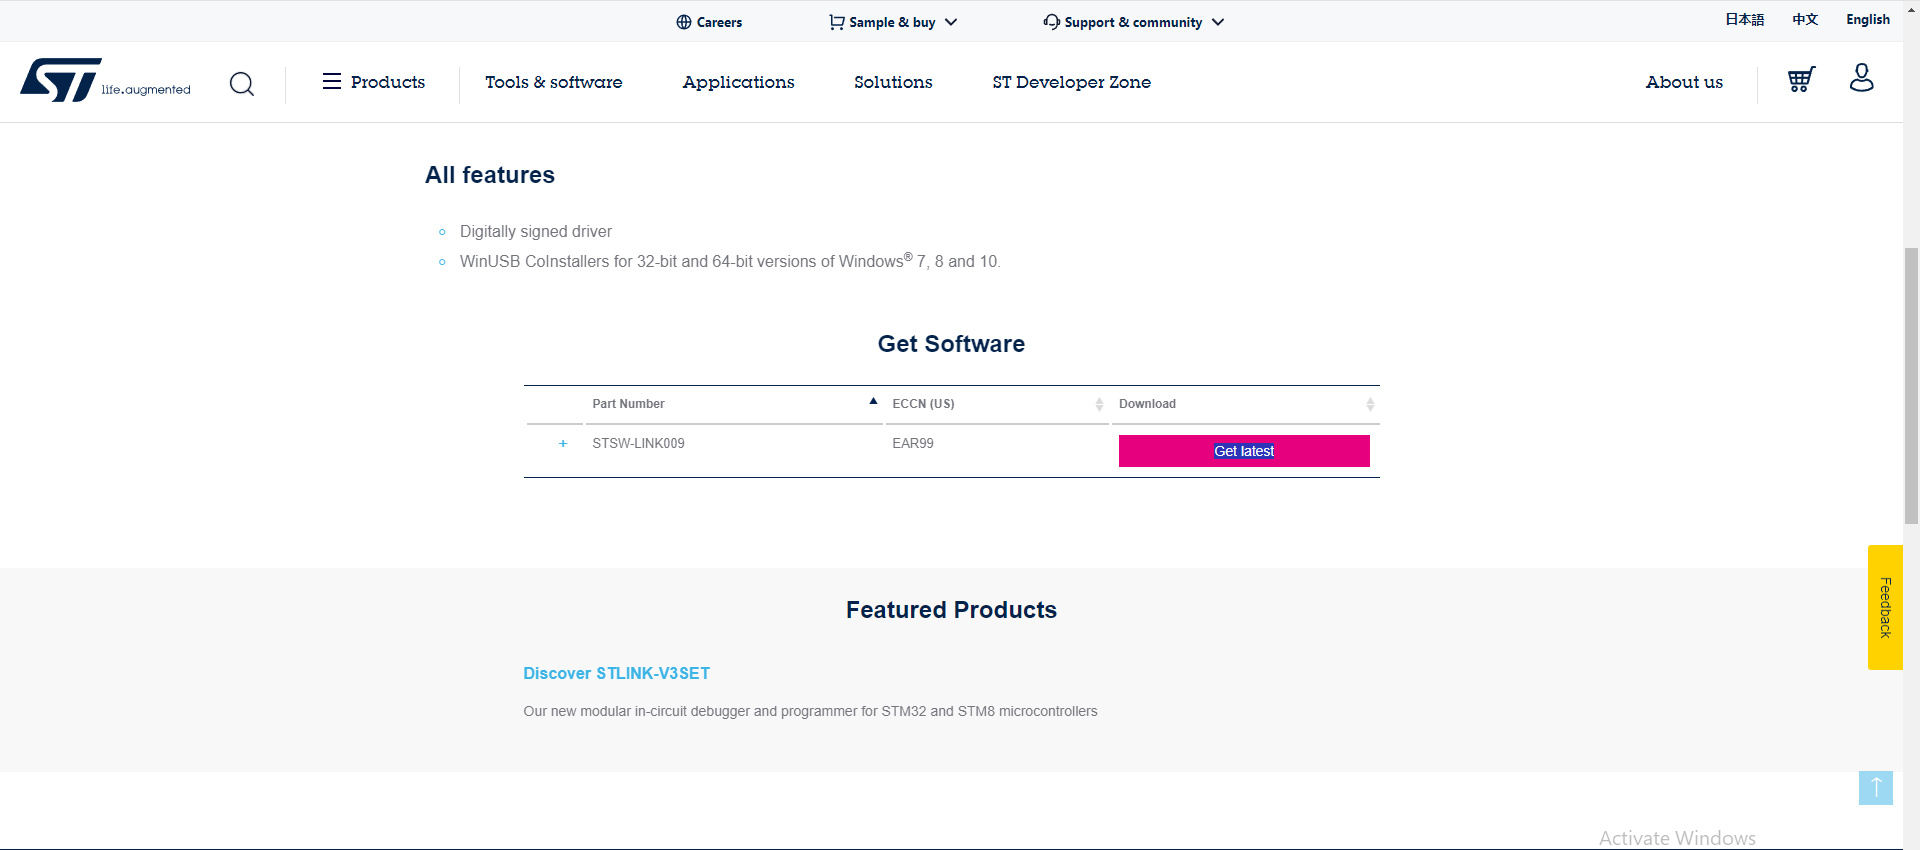 Careers
Sample & buy
Support & community
日本語
中文
English
ST life.augmented
Products
Tools & software
Applications
Solutions
ST Developer Zone
About us
All features
Digitally signed driver
WinUSB CoInstallers for 32-bit and 64-bit versions of Windows® 7, 8 and 10.
Get Software
Part Number
ECCN (US)
Download
+
STSW-LINK009
EAR99
Get latest
Feedback
Featured Products
Discover STLINK-V3SET
Our new modular in-circuit debugger and programmer for STM32 and STM8 microcontrollers
Activate Windows